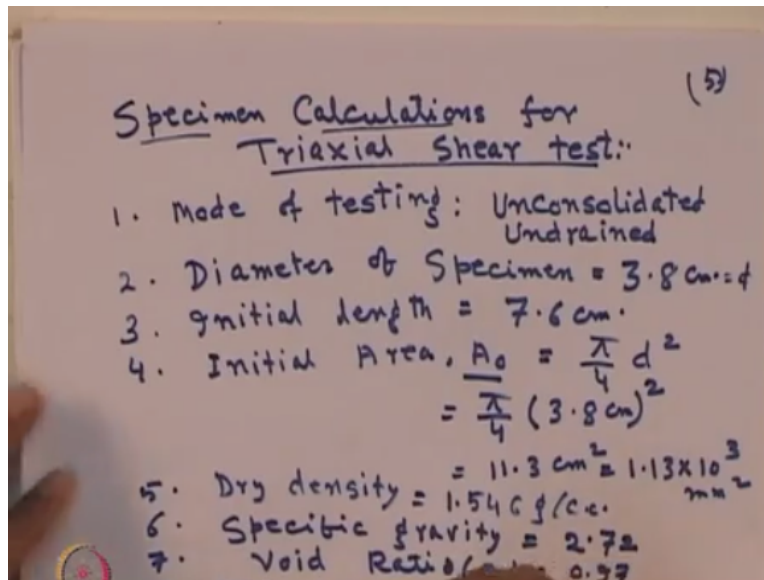 (5)
Specimen Calculations for
Triaxial Shear test:
1. Mode of testing: Unconsolidated
Undrained
2. Diameter of Specimen = 3.8 cm. = d
3. Initial length = 7.6 cm.
4. Initial Area, A₀ = π/4 d²
= π/4 (3.8 cm)²
= 11.3 cm² = 1.13×10³
mm²
5. Dry density = 1.546 g/cc.
6. Specific gravity = 2.72
7. Void Ratio